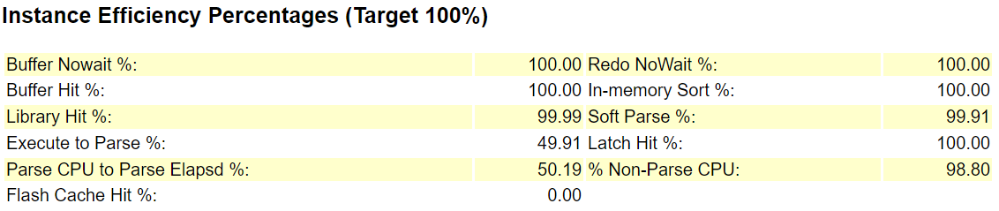 Instance Efficiency Percentages (Target 100%)
Buffer Nowait %: 100.00 Redo NoWait %: 100.00
Buffer Hit %: 100.00 In-memory Sort %: 100.00
Library Hit %: 99.99 Soft Parse %: 99.91
Execute to Parse %: 49.91 Latch Hit %: 100.00
Parse CPU to Parse Elapsd %: 50.19 % Non-Parse CPU: 98.80
Flash Cache Hit %: 0.00